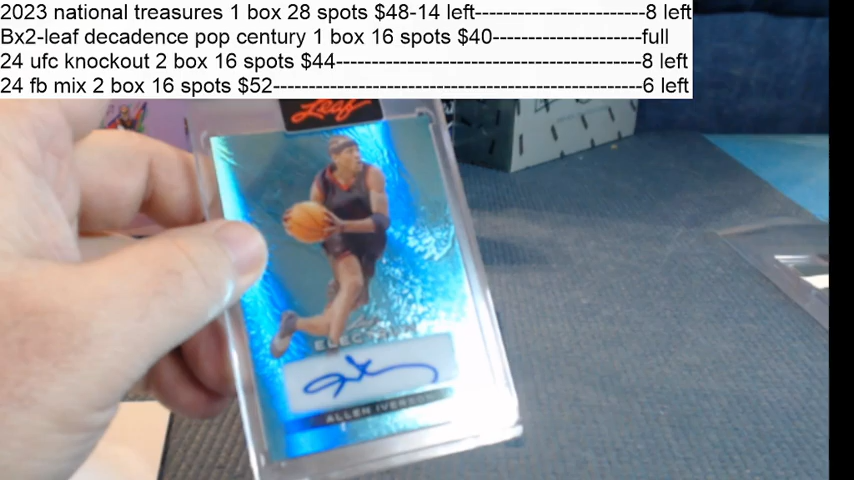 2023 national treasures 1 box 28 spots $48-14 left-------------------------8 left
Bx2-leaf decadence pop century 1 box 16 spots $40----------------------full
24 ufc knockout 2 box 16 spots $44---------------------------------------------8 left
24 fb mix 2 box 16 spots $52------------------------------------------------------6 left
Leaf
ELECTRUM
ALLEN IVERSON